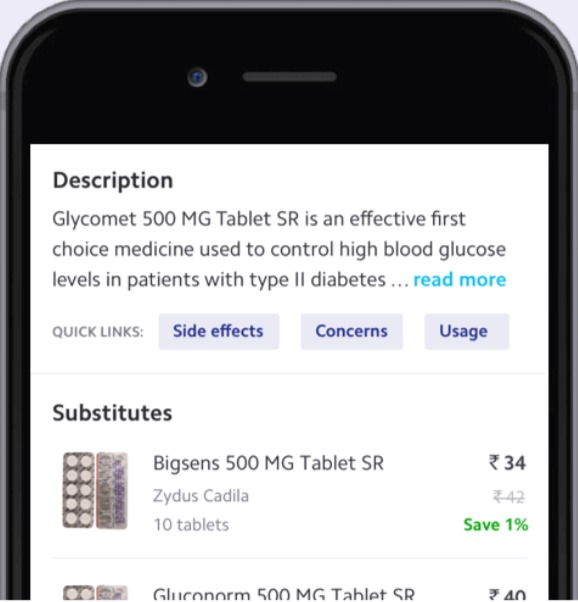 Description
Glycomet 500 MG Tablet SR is an effective first
choice medicine used to control high blood glucose
levels in patients with type II diabetes ... read more
QUICK LINKS: Side effects Concerns Usage
Substitutes
Bigsens 500 MG Tablet SR ₹ 34
Zydus Cadila ₹ 42
10 tablets Save 1%
Gluconorm 500 MG Tablet SR ₹ 40